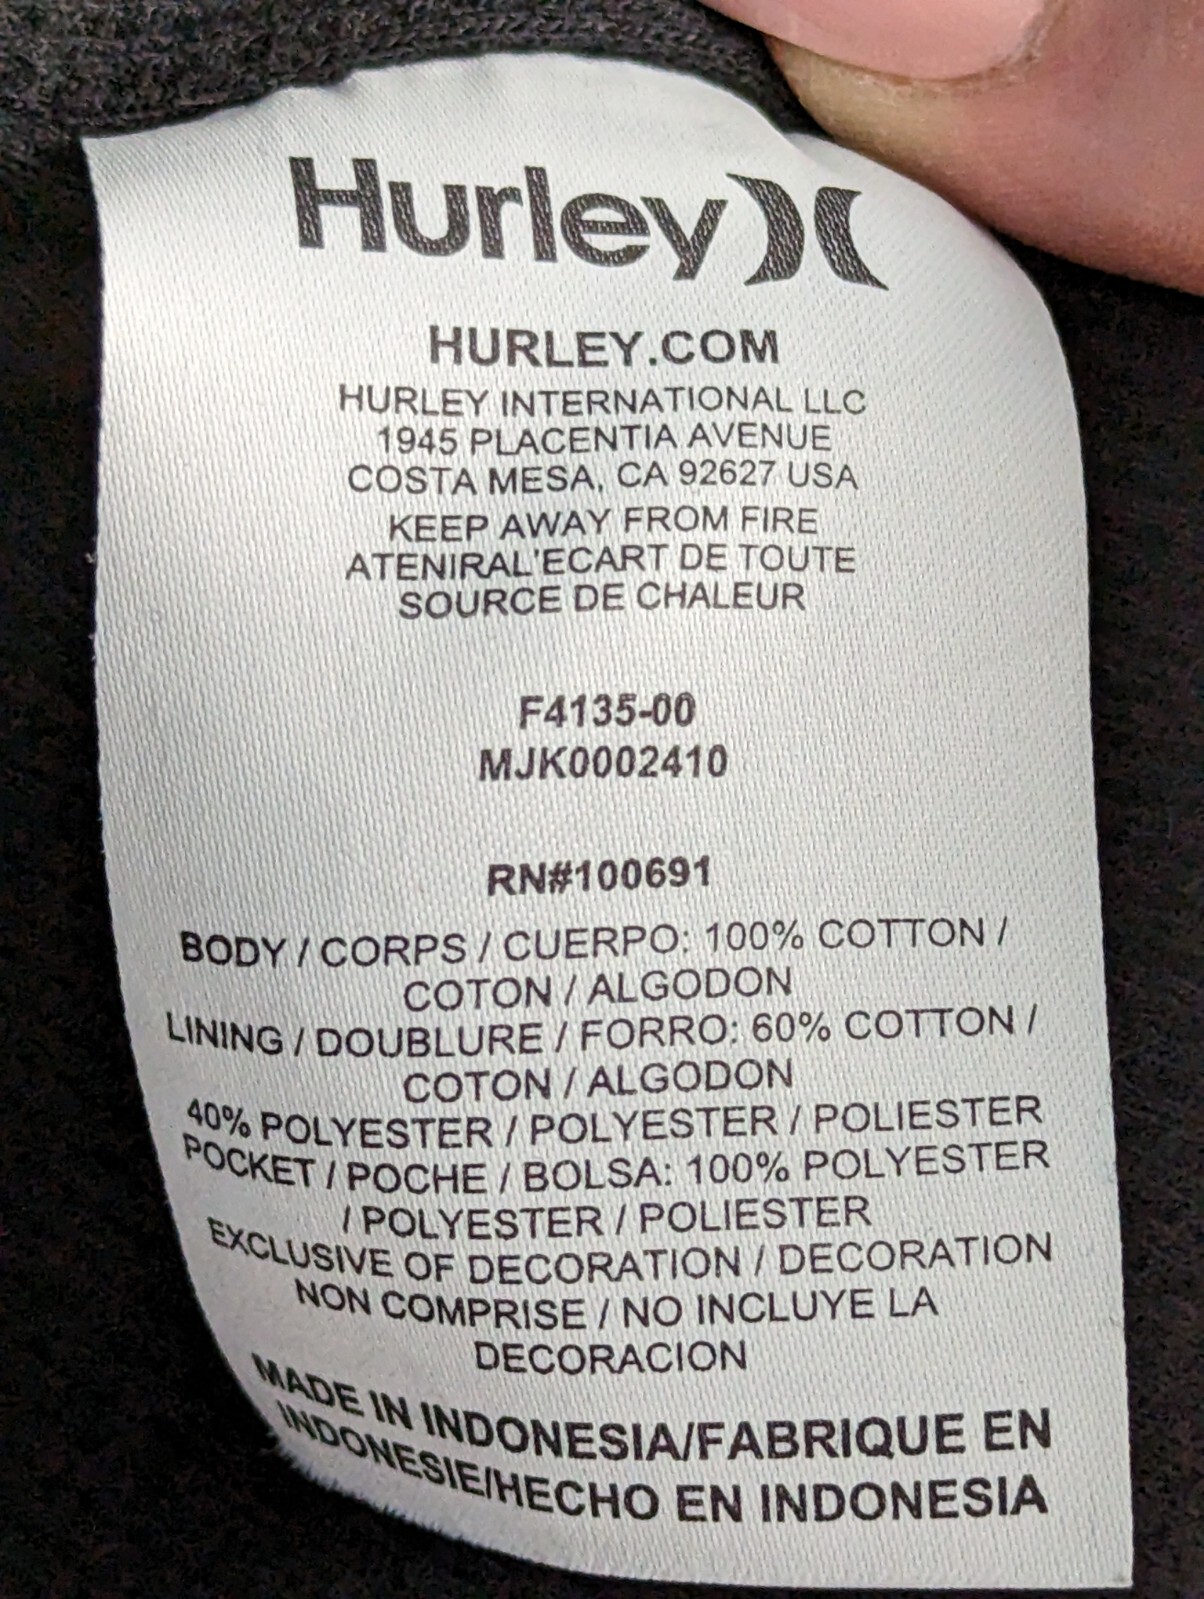 Hurley
HURLEY.COM
HURLEY INTERNATIONAL LLC
1945 PLACENTIA AVENUE
COSTA MESA, CA 92627 USA
KEEP AWAY FROM FIRE
ATENIRAL'ECART DE TOUTE
SOURCE DE CHALEUR
F4135-00
MJK0002410
RN#100691
BODY / CORPS / CUERPO: 100% COTTON /
COTON / ALGODON
LINING / DOUBLURE / FORRO: 60% COTTON /
COTON / ALGODON
40% POLYESTER / POLYESTER / POLIESTER
POCKET / POCHE / BOLSA: 100% POLYESTER
/ POLYESTER / POLIESTER
EXCLUSIVE OF DECORATION / DECORATION
NON COMPRISE / NO INCLUYE LA
DECORACION
MADE IN INDONESIA/FABRIQUE EN
INDONESIE/HECHO EN INDONESIA